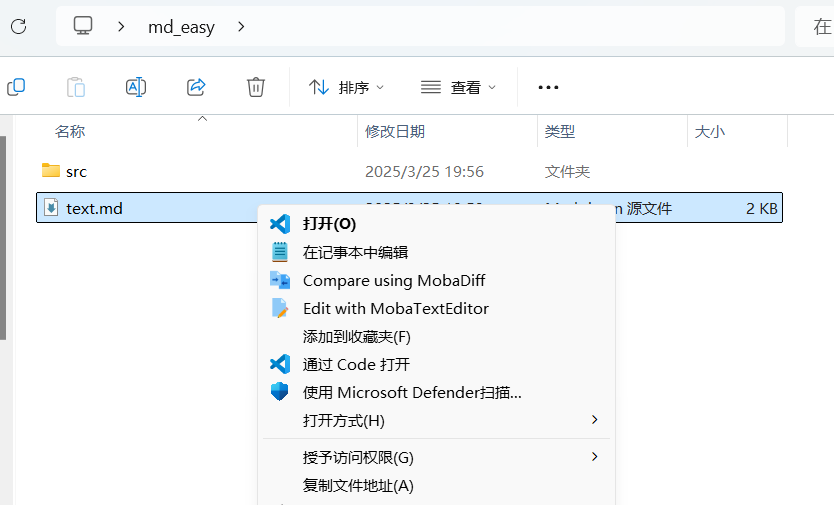 md_easy
在
排序
查看
名称
修改日期
类型
大小
src
2025/3/25 19:56
文件夹
text.md
源文件
2 KB
打开(O)
在记事本中编辑
Compare using MobaDiff
Edit with MobaTextEditor
添加到收藏夹(F)
通过 Code 打开
使用 Microsoft Defender扫描...
打开方式(H)
授予访问权限(G)
复制文件地址(A)